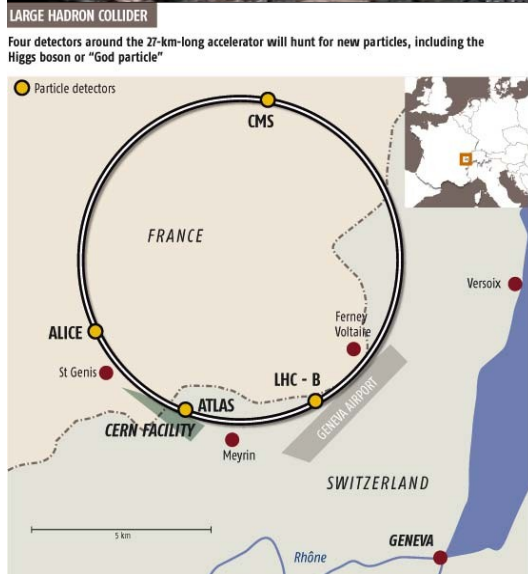 LARGE HADRON COLLIDER
Four detectors around the 27-km-long accelerator will hunt for new particles, including the
Higgs boson or “God particle”
Particle detectors
CMS
FRANCE
Versoix
Ferney
Voltaire
ALICE
St Genis
LHC - B
ATLAS
GENEVA AIRPORT
CERN FACILITY
Meyrin
SWITZERLAND
5 km
GENEVA
Rhône